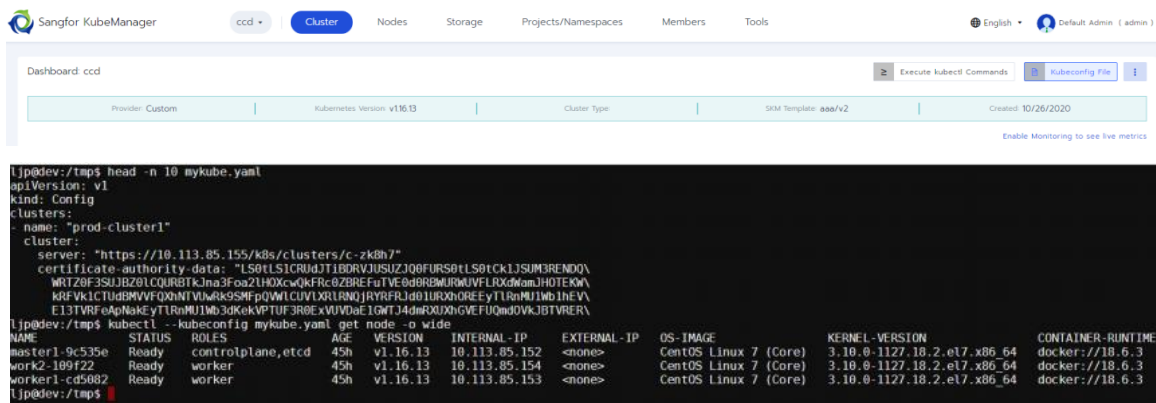 Sangfor KubeManager ccd Cluster Nodes Storage Projects/Namespaces Members Tools English Default Admin ( admin )
Dashboard: ccd Execute kubectl Commands Kubeconfig File
Provider: Custom Kubernetes Version: v1.16.13 Cluster Type: SKM Template: aaa/v2 Created: 10/26/2020
Enable Monitoring to see live metrics
ljp@dev:/tmp$ head -n 10 mykube.yaml
apiVersion: v1
kind: Config
clusters:
- name: "prod-cluster1"
cluster:
server: "https://10.113.85.155/k8s/clusters/c-zk8h7"
certificate-authority-data:
ljp@dev:/tmp$ kubectl --kubeconfig mykube.yaml get node -o wide
NAME STATUS ROLES AGE VERSION INTERNAL-IP EXTERNAL-IP OS-IMAGE KERNEL-VERSION CONTAINER-RUNTIME
master1-9c535e Ready controlplane,etcd 45h v1.16.13 10.113.85.152 <none> CentOS Linux 7 (Core) 3.10.0-1127.18.2.el7.x86_64 docker://18.6.3
work2-109f22 Ready worker 45h v1.16.13 10.113.85.154 <none> CentOS Linux 7 (Core) 3.10.0-1127.18.2.el7.x86_64 docker://18.6.3
worker1-cd5082 Ready worker 45h v1.16.13 10.113.85.153 <none> CentOS Linux 7 (Core) 3.10.0-1127.18.2.el7.x86_64 docker://18.6.3
ljp@dev:/tmp$